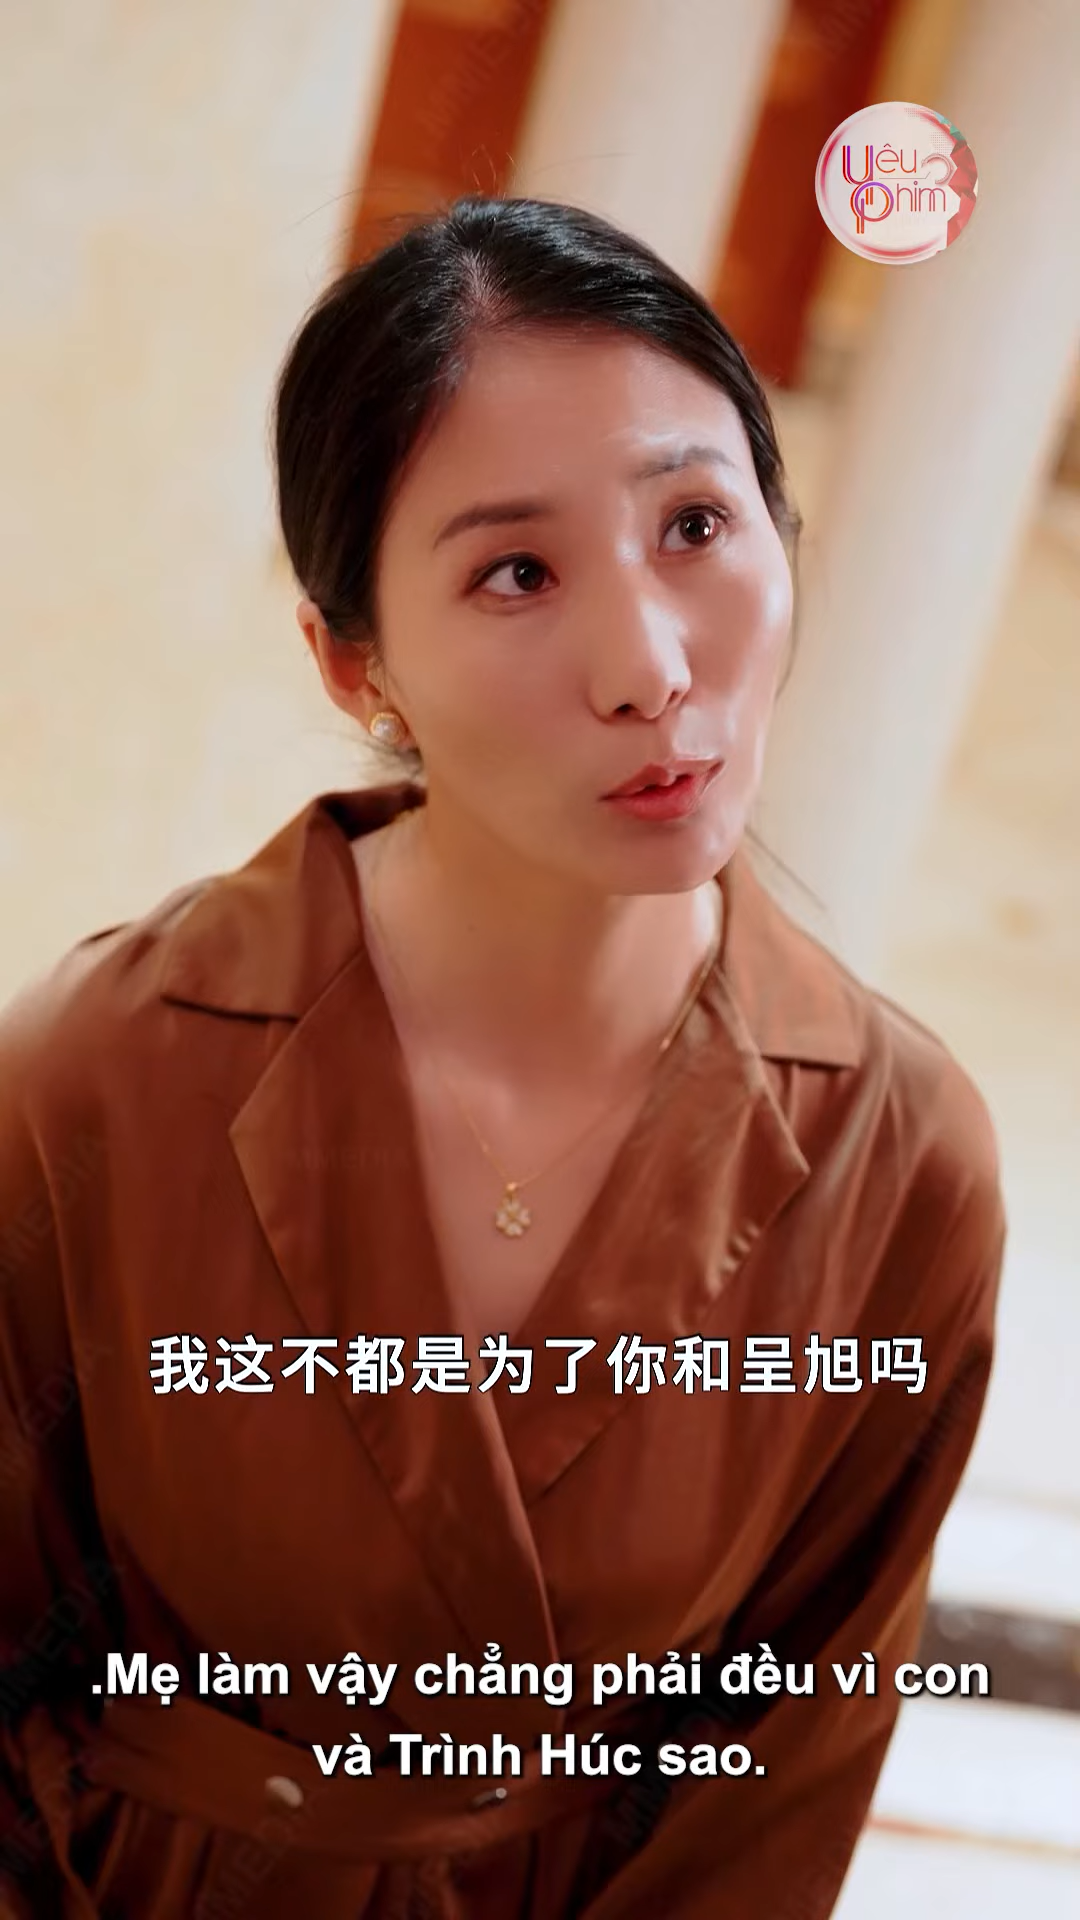 Yêu
Phim
我这不都是为了你和呈旭吗
MMEDIA
.Mẹ làm vậy chẳng phải đều vì con
và Trình Húc sao.